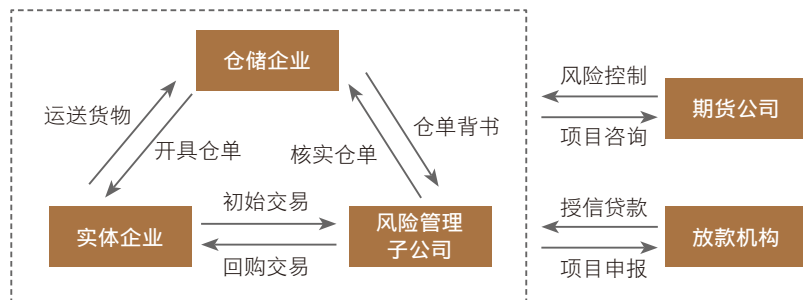 仓储企业
风险控制
期货公司
运送货物
仓单背书
项目咨询
开具仓单
核实仓单
初始交易
授信贷款
实体企业
风险管理
子公司
放款机构
回购交易
项目申报